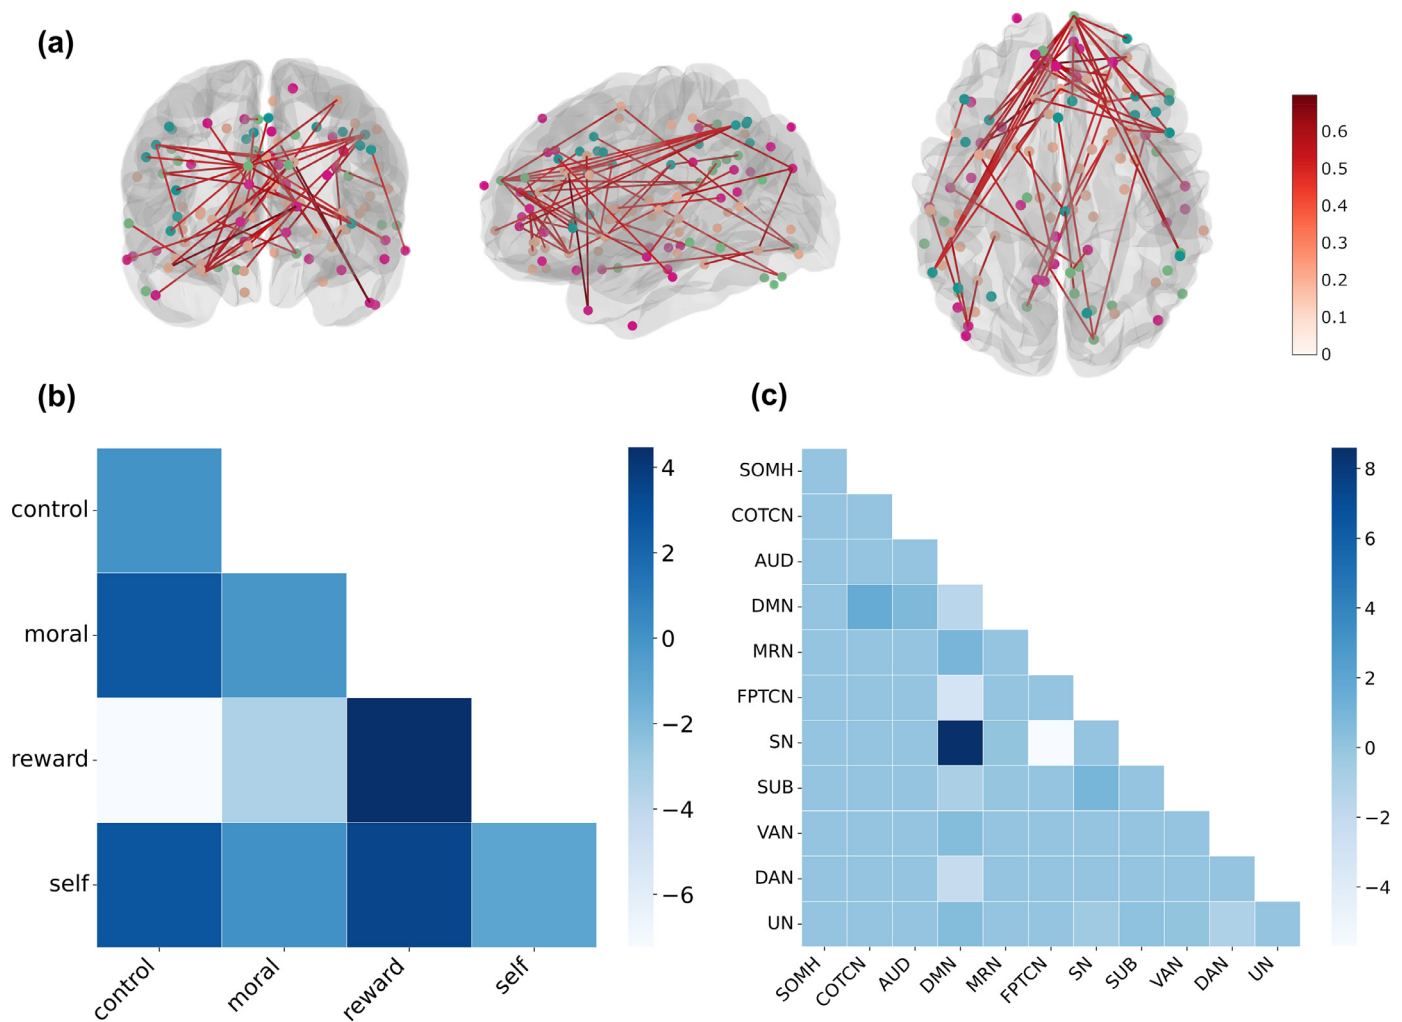 (a)
0.6
0.5
0.4
0.3
0.2
0.1
0
(b)
control
moral
reward
self
control
moral
reward
self
4
2
0
−2
−4
−6
(c)
SOMH
COTCN
AUD
DMN
MRN
FPTCN
SN
SUB
VAN
DAN
UN
SOMH
COTCN
AUD
DMN
MRN
FPTCN
SN
SUB
VAN
DAN
UN
8
6
4
2
0
−2
−4